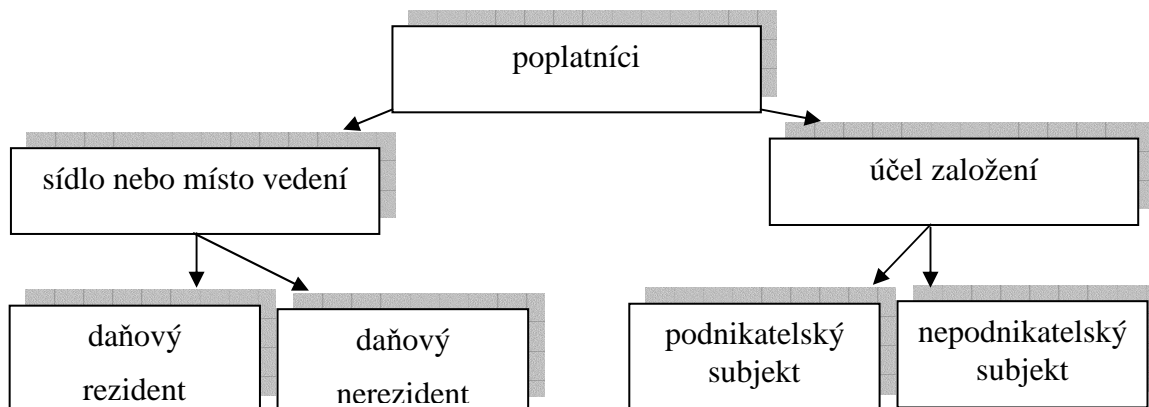 poplatníci
sídlo nebo místo vedení
účel založení
daňový
rezident
daňový
nerezident
podnikatelský
subjekt
nepodnikatelský
subjekt